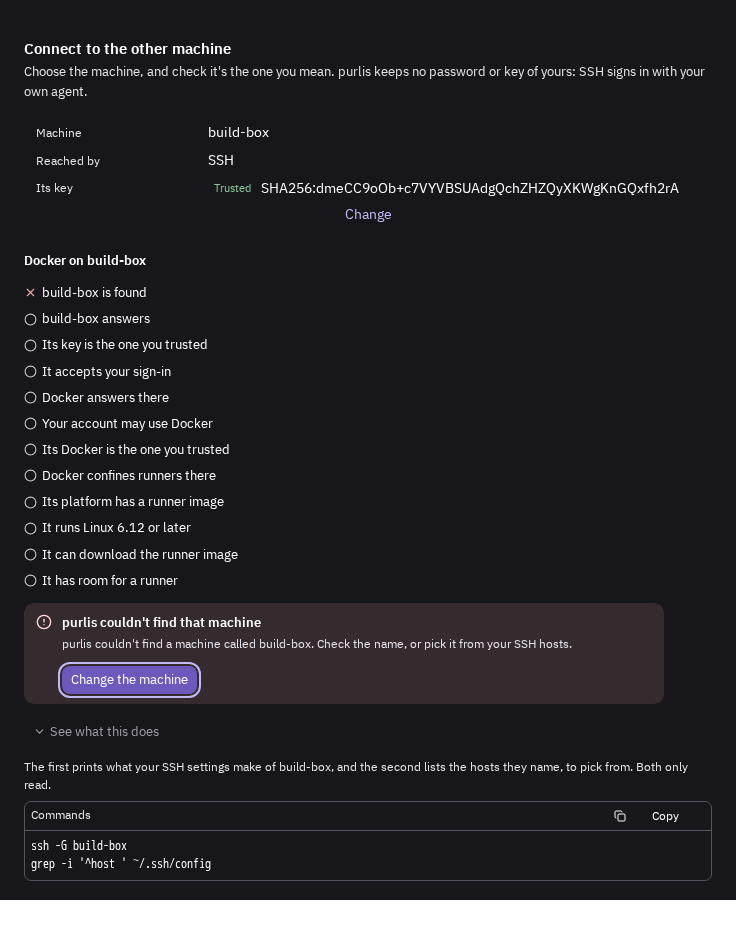 Connect to the other machine
Choose the machine, and check it's the one you mean. purlis keeps no password or key of yours: SSH signs in with your
own agent.
Machine build-box
Reached by SSH
Its key Trusted SHA256:dmeCC9oOb+c7VYVBSUAdgQchZHZQyXKWgKnGQxfh2rA
Change
Docker on build-box
build-box is found
build-box answers
Its key is the one you trusted
It accepts your sign-in
Docker answers there
Your account may use Docker
Its Docker is the one you trusted
Docker confines runners there
Its platform has a runner image
It runs Linux 6.12 or later
It can download the runner image
It has room for a runner
purlis couldn't find that machine
purlis couldn't find a machine called build-box. Check the name, or pick it from your SSH hosts.
Change the machine
See what this does
The first prints what your SSH settings make of build-box, and the second lists the hosts they name, to pick from. Both only
read.
Commands Copy
ssh -G build-box
grep -i '^host ' ~/.ssh/config